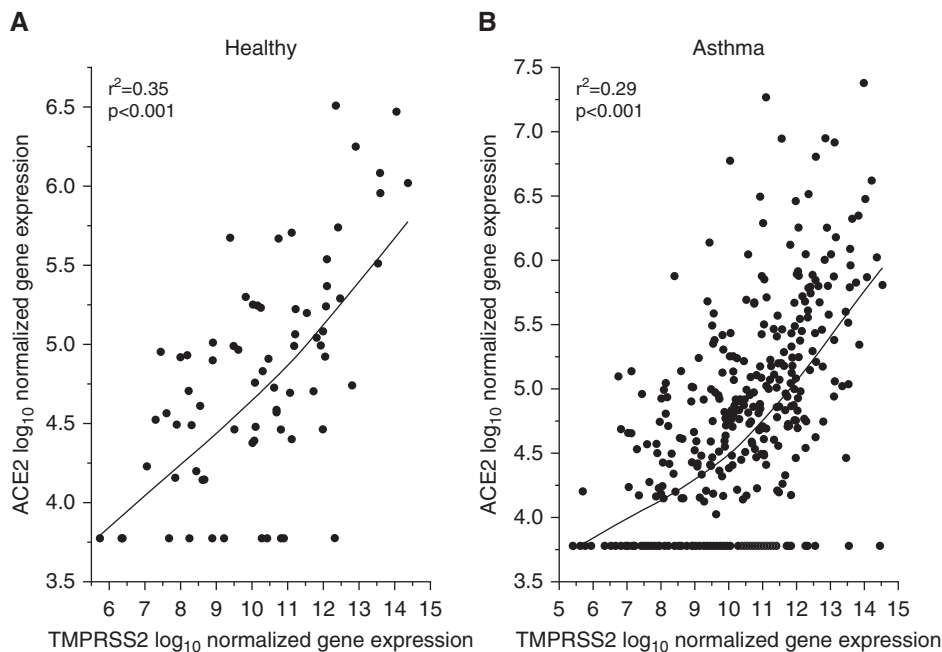 A
Healthy
r²=0.35
p<0.001
ACE2 log₁₀ normalized gene expression
6.5
6.0
5.5
5.0
4.5
4.0
3.5
6 7 8 9 10 11 12 13 14 15
TMPRSS2 log₁₀ normalized gene expression
B
Asthma
r²=0.29
p<0.001
ACE2 log₁₀ normalized gene expression
7.5
7.0
6.5
6.0
5.5
5.0
4.5
4.0
3.5
5 6 7 8 9 10 11 12 13 14 15
TMPRSS2 log₁₀ normalized gene expression